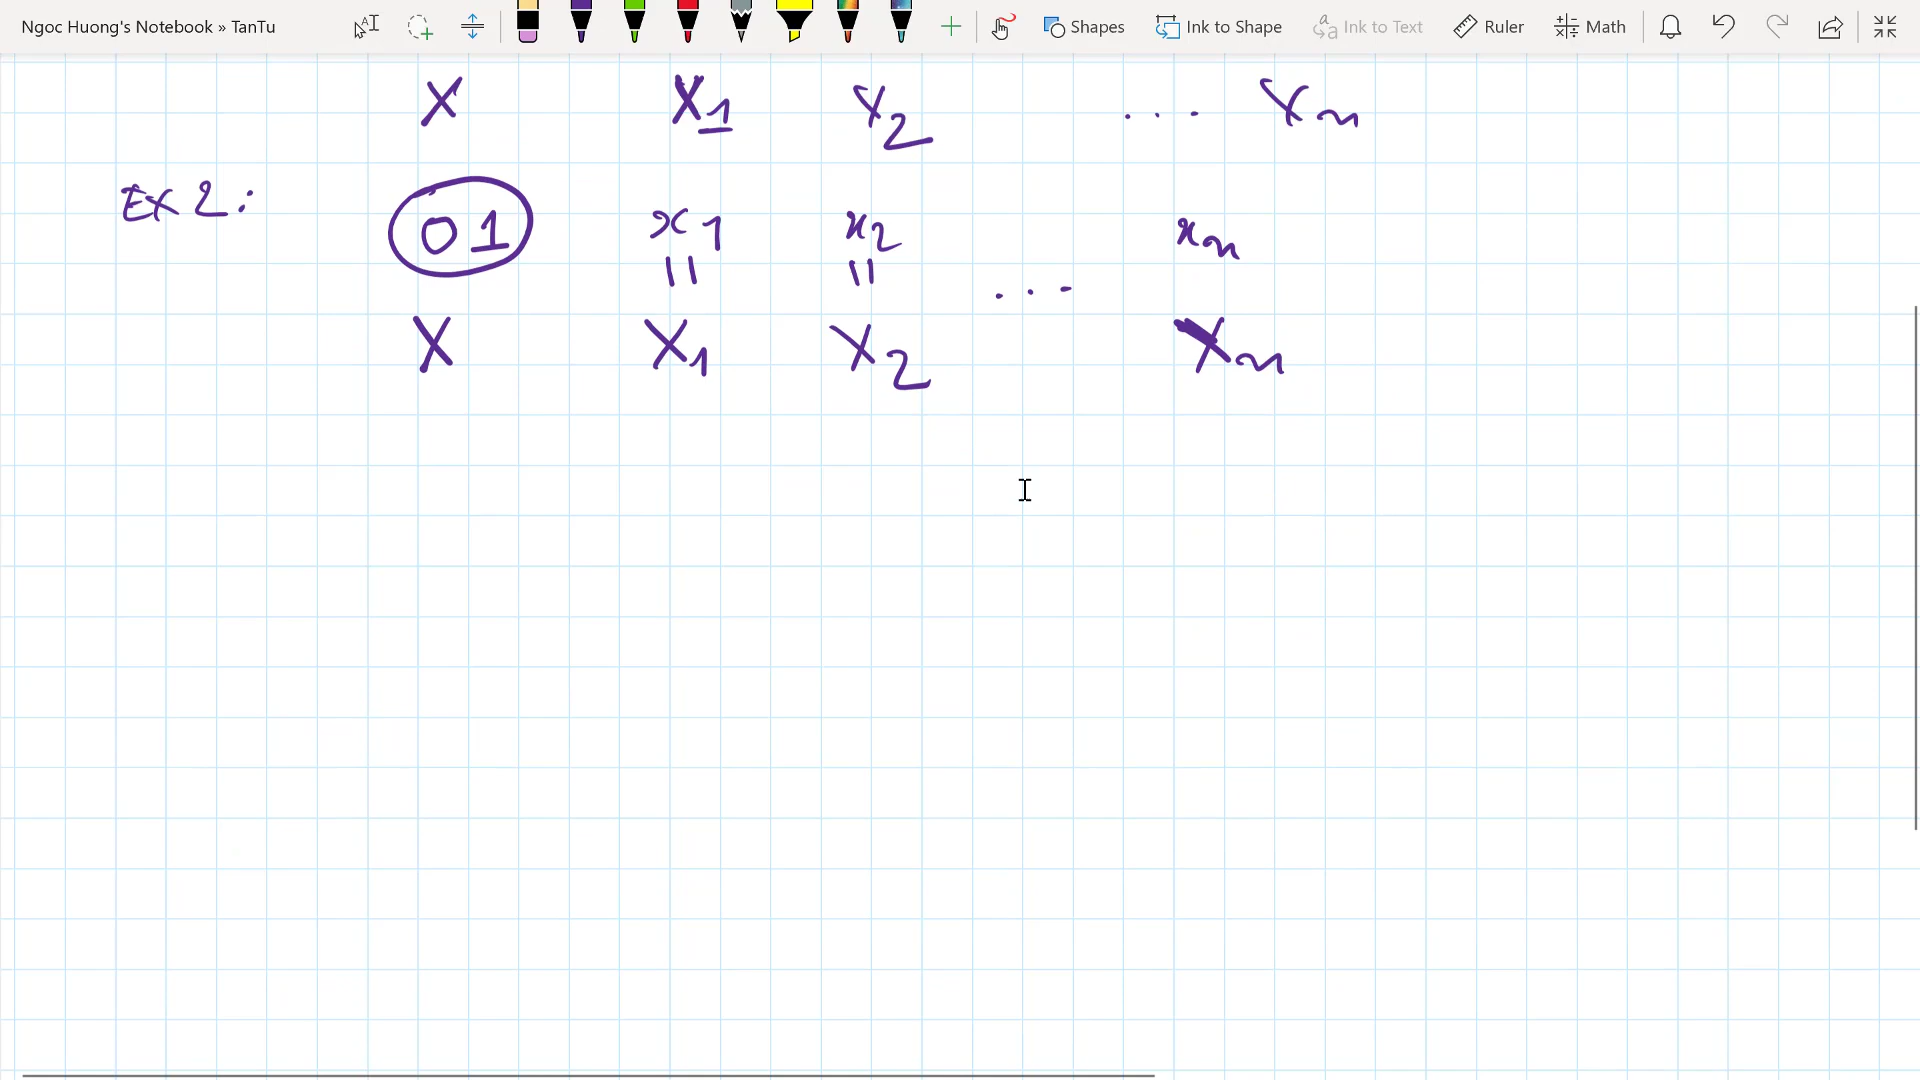 Ngoc Huong's Notebook » TanTu Shapes Ink to Shape Ink to Text Ruler Math
X X1 X2 ... Xn
EX 2: 01 x1 x2 xn
|| || ...
X X1 X2 Xn